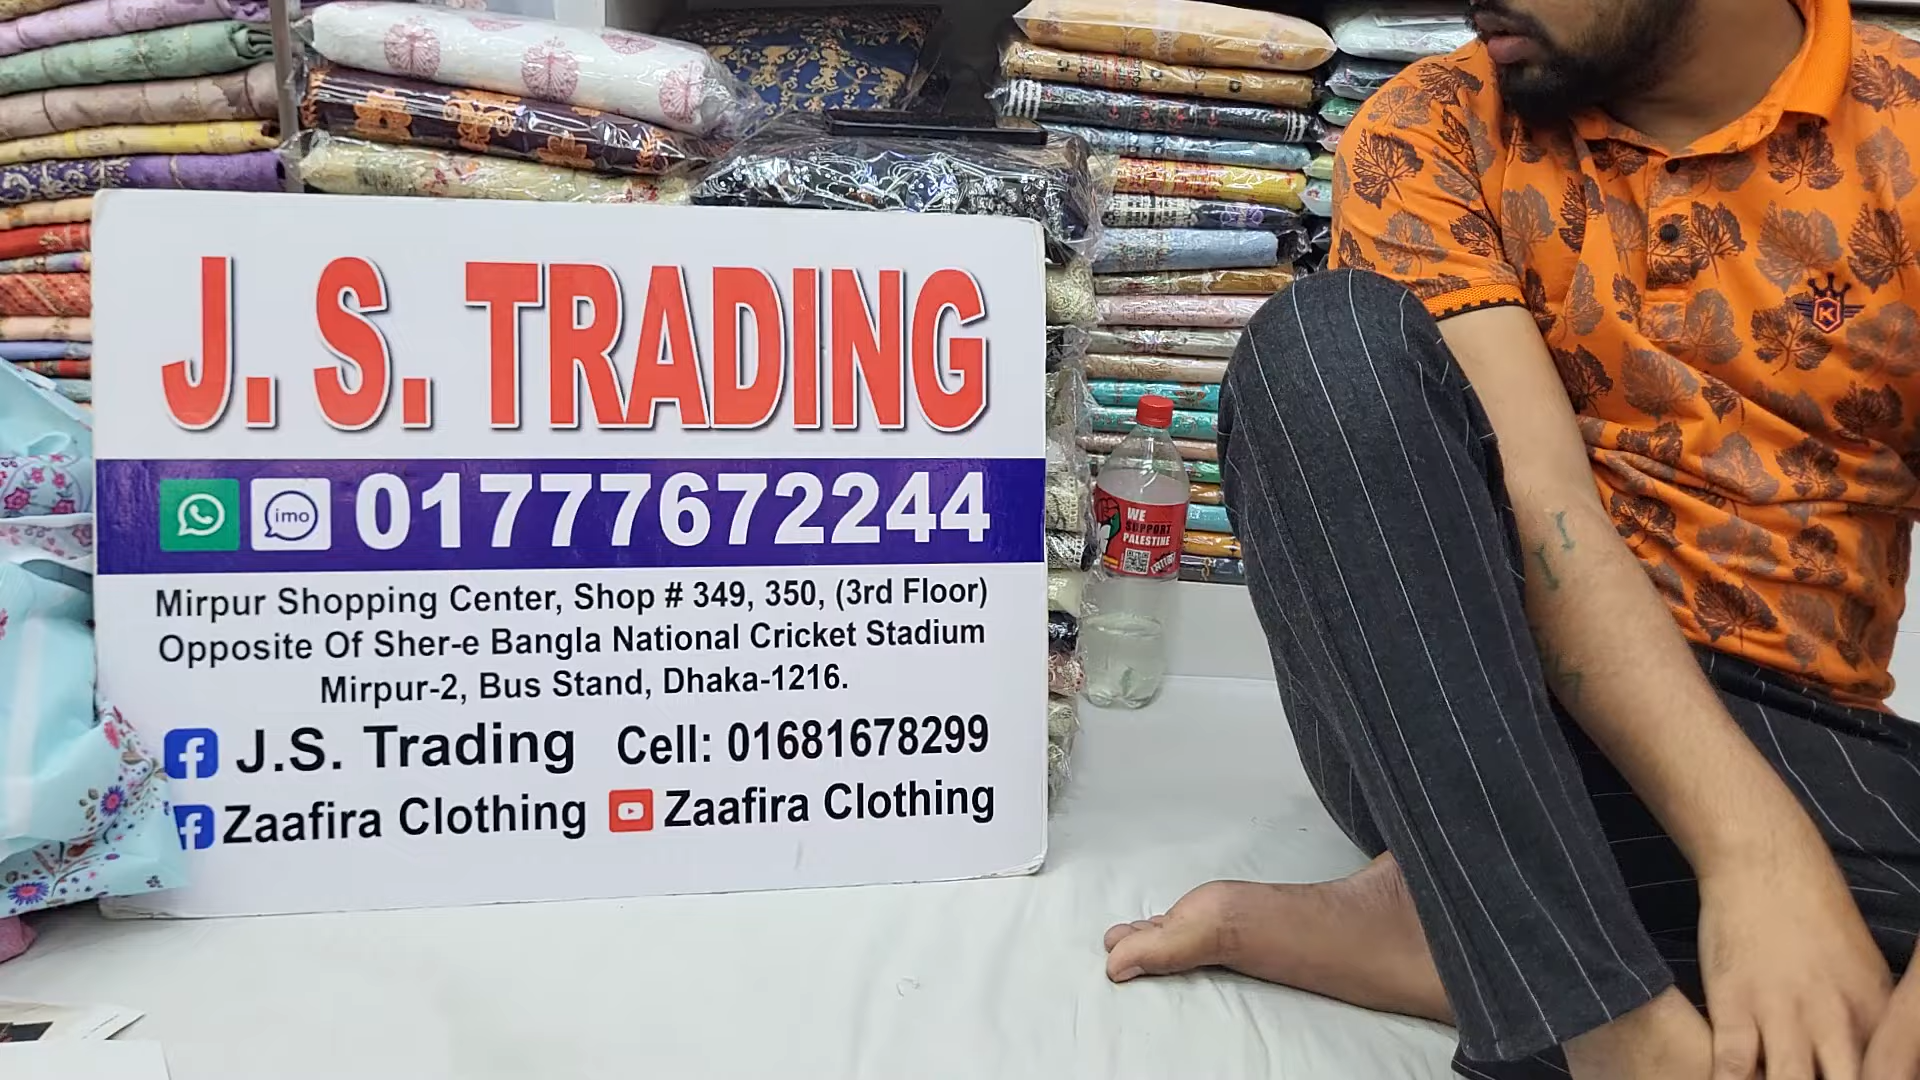 J. S. TRADING
imo 01777672244
Mirpur Shopping Center, Shop # 349, 350, (3rd Floor)
Opposite Of Sher-e Bangla National Cricket Stadium
Mirpur-2, Bus Stand, Dhaka-1216.
J.S. Trading Cell: 01681678299
Zaafira Clothing Zaafira Clothing
WE
SUPPORT
PALESTINE
K